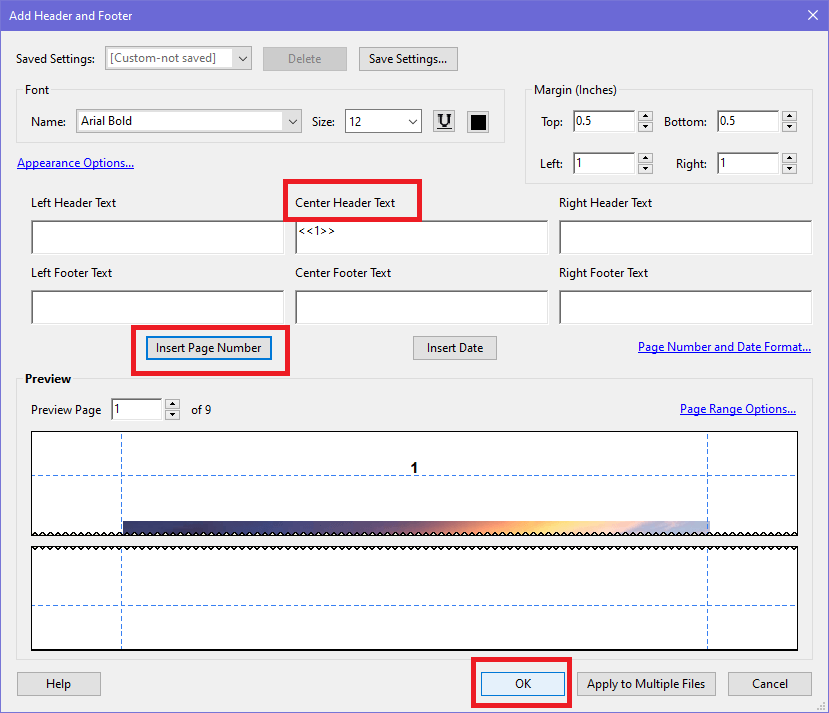 Add Header and Footer
Saved Settings: [Custom-not saved] Delete Save Settings...
Font
Name: Arial Bold Size: 12 U
Margin (Inches)
Top: 0.5 Bottom: 0.5
Left: 1 Right: 1
Appearance Options...
Left Header Text Center Header Text Right Header Text
<<1>>
Left Footer Text Center Footer Text Right Footer Text
Insert Page Number Insert Date Page Number and Date Format...
Preview
Preview Page 1 of 9 Page Range Options...
1
Help OK Apply to Multiple Files Cancel